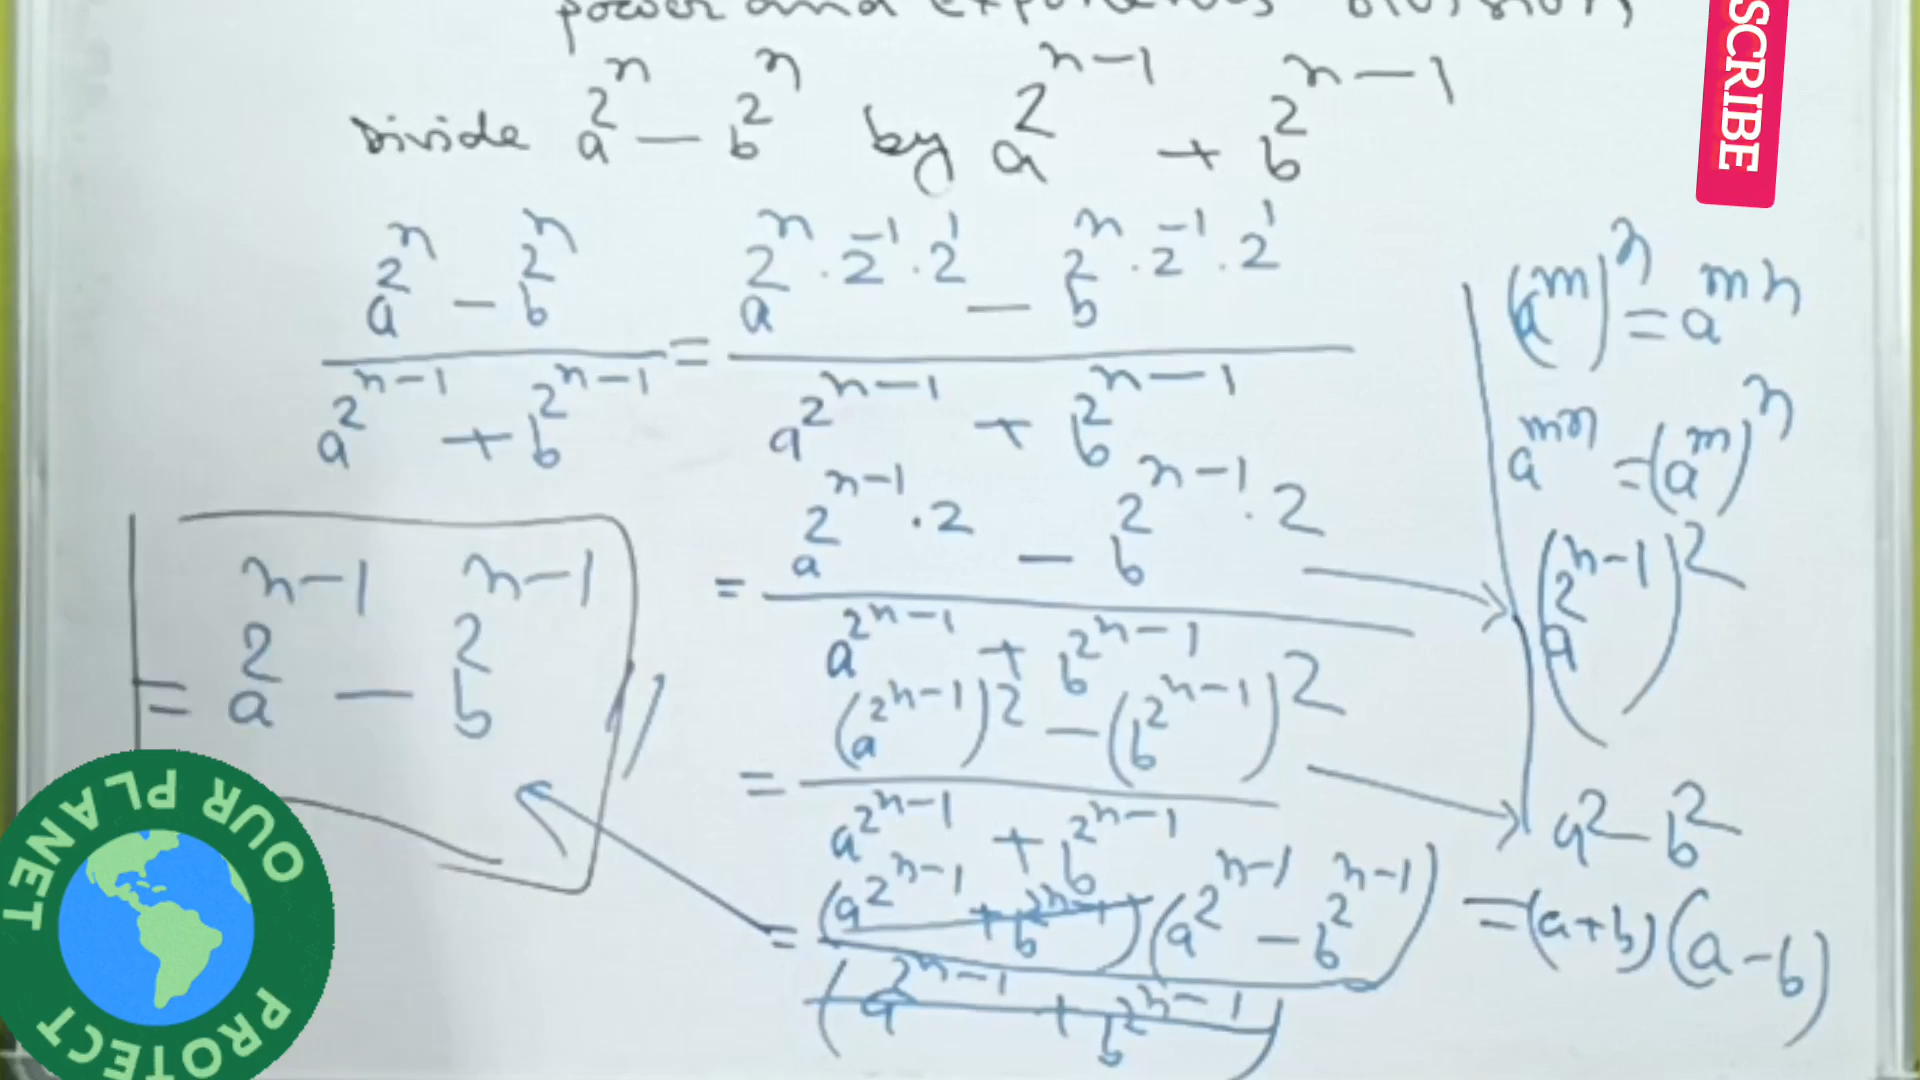 power and exponents division
Divide a^2^n - b^2^n by a^2^n-1 + b^2^n-1
a^2^n - b^2^n / a^2^n-1 + b^2^n-1 = a^2^n·2^-1·2^1 - b^2^n·2^-1·2^1 / a^2^n-1 + b^2^n-1
= a^2^n-1·2 - b^2^n-1·2 / a^2^n-1 + b^2^n-1
= (a^2^n-1)^2 - (b^2^n-1)^2 / a^2^n-1 + b^2^n-1
= (a^2^n-1 + b^2^n-1)(a^2^n-1 - b^2^n-1) / (a^2^n-1 + b^2^n-1)
= a^2^n-1 - b^2^n-1
(a^m)^n = a^mn
a^mn = (a^m)^n
(a^2^n-1)^2
a^2 - b^2
= (a+b)(a-b)
SCRIBE
OUR PLANET
PROTECT